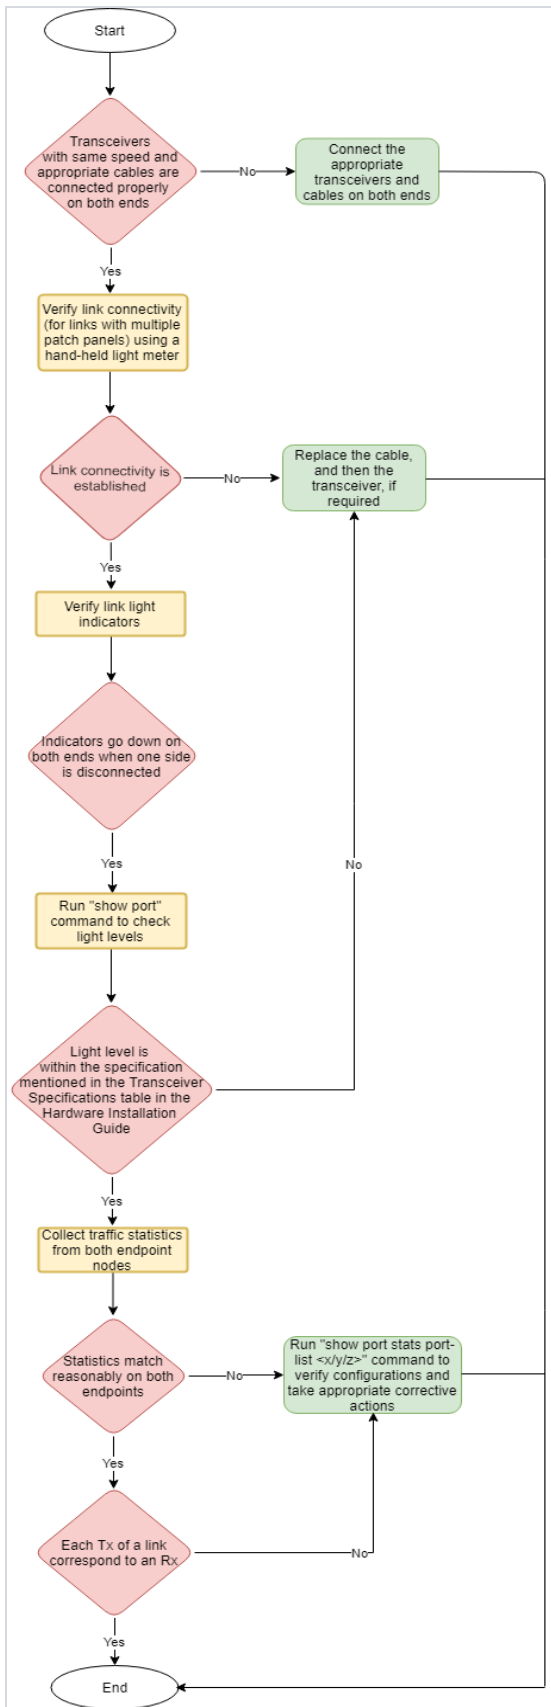 Start
Transceivers
with same speed and
appropriate cables are
connected properly
on both ends
No
Connect the
appropriate
transceivers and
cables on both ends
Yes
Verify link connectivity
(for links with multiple
patch panels) using a
hand-held light meter
Link connectivity is
established
No
Replace the cable,
and then the
transceiver, if
required
Yes
Verify link light
indicators
Indicators go down on
both ends when one side
is disconnected
Yes
No
Run "show port"
command to check
light levels
Light level is
within the specification
mentioned in the Transceiver
Specifications table in the
Hardware Installation
Guide
Yes
Collect traffic statistics
from both endpoint
nodes
Statistics match
reasonably on both
endpoints
No
Run "show port stats port-
list <x/y/z>" command to
verify configurations and
take appropriate corrective
actions
Yes
Each Tx of a link
correspond to an Rx
No
Yes
End